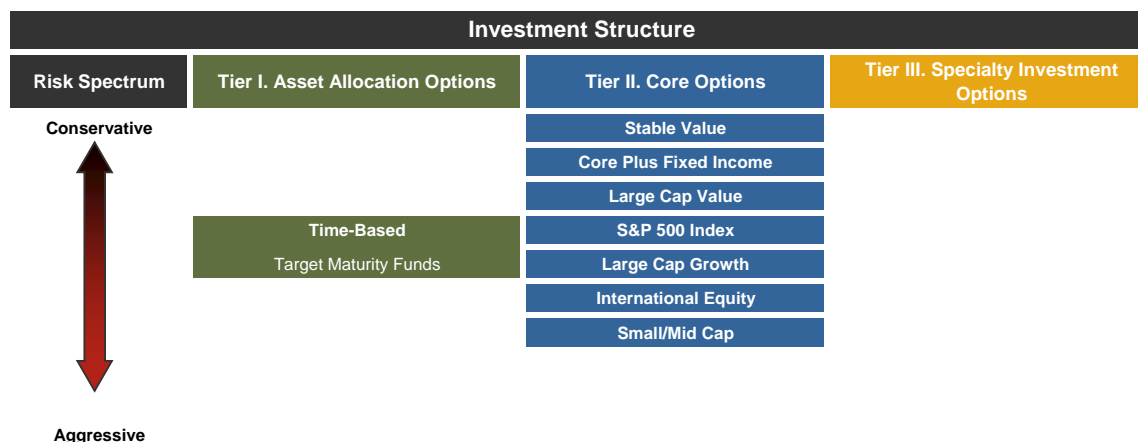 Investment Structure
Risk Spectrum
Tier I. Asset Allocation Options
Tier II. Core Options
Tier III. Specialty Investment
Options
Conservative
Stable Value
Core Plus Fixed Income
Large Cap Value
Time-Based
S&P 500 Index
Target Maturity Funds
Large Cap Growth
International Equity
Small/Mid Cap
Aggressive